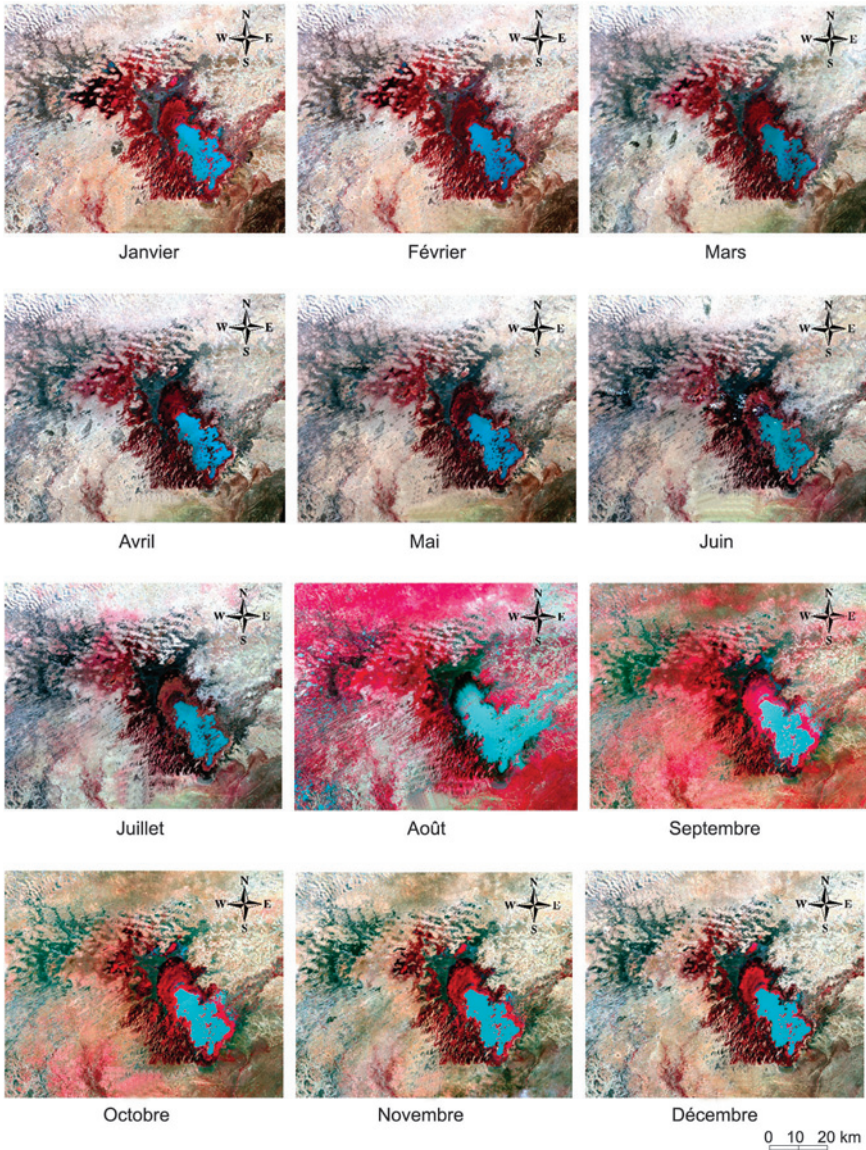 N
W E
S
N
W E
S
N
W E
S
Janvier
Février
Mars
N
W E
S
N
W E
S
N
W E
S
Avril
Mai
Juin
N
W E
S
N
W E
S
N
W E
S
Juillet
Août
Septembre
N
W E
S
N
W E
S
N
W E
S
Octobre
Novembre
Décembre
0 10 20 km